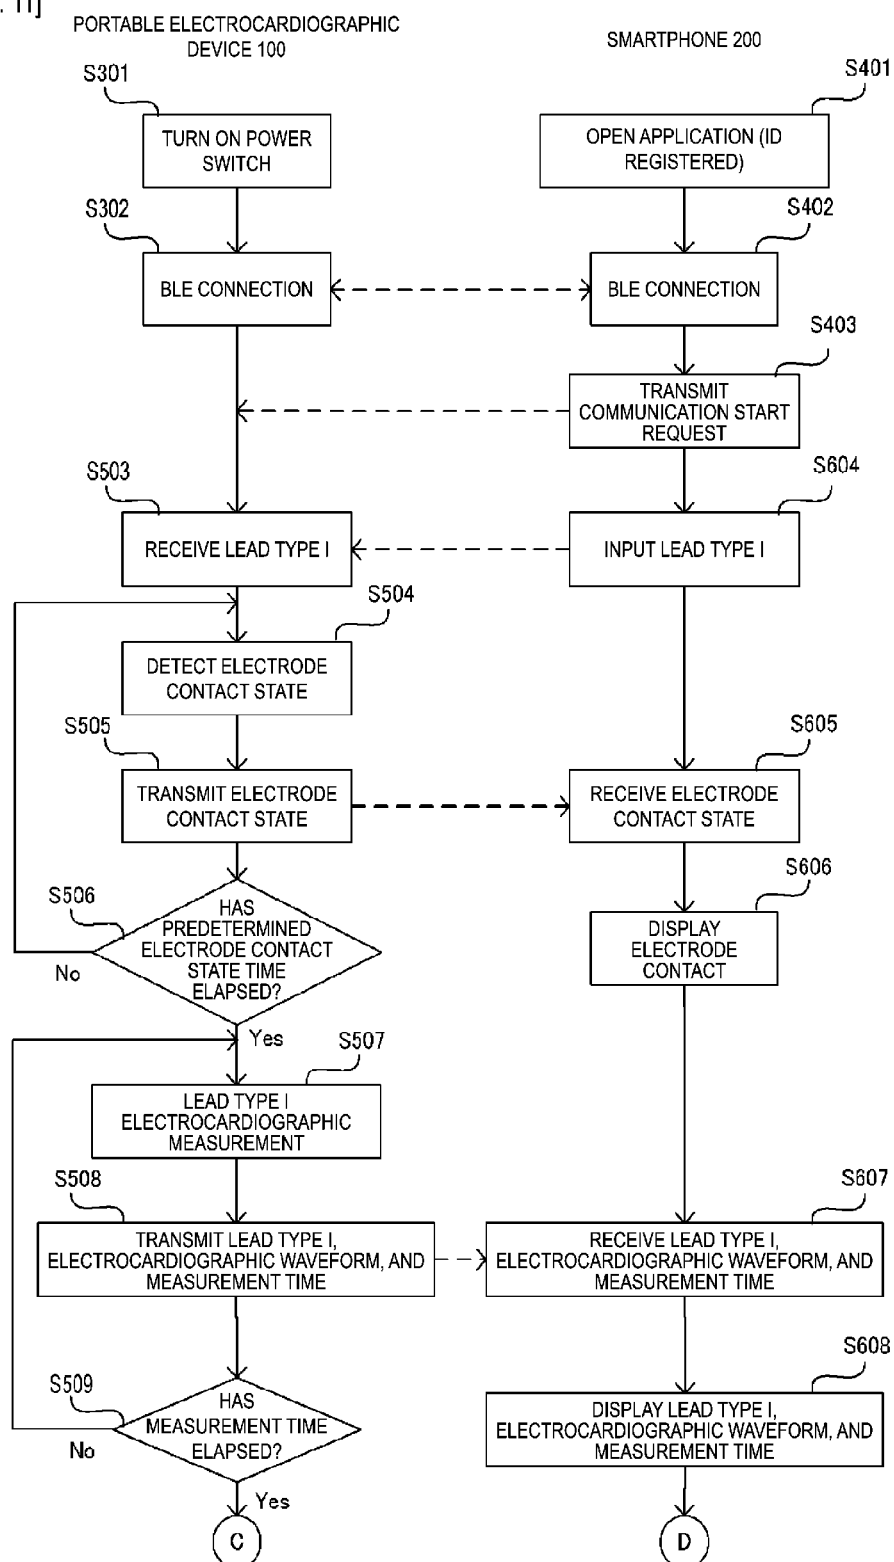 . 11]
PORTABLE ELECTROCARDIOGRAPHIC
DEVICE 100
SMARTPHONE 200
S301
S401
TURN ON POWER
SWITCH
OPEN APPLICATION (ID
REGISTERED)
S302
S402
BLE CONNECTION
BLE CONNECTION
S403
TRANSMIT
COMMUNICATION START
REQUEST
S503
S604
RECEIVE LEAD TYPE I
INPUT LEAD TYPE I
S504
DETECT ELECTRODE
CONTACT STATE
S505
S605
TRANSMIT ELECTRODE
CONTACT STATE
RECEIVE ELECTRODE
CONTACT STATE
S506
S606
HAS
PREDETERMINED
ELECTRODE CONTACT
STATE TIME
ELAPSED?
DISPLAY
ELECTRODE
CONTACT
No
Yes
S507
LEAD TYPE I
ELECTROCARDIOGRAPHIC
MEASUREMENT
S508
S607
TRANSMIT LEAD TYPE I,
ELECTROCARDIOGRAPHIC WAVEFORM, AND
MEASUREMENT TIME
RECEIVE LEAD TYPE I,
ELECTROCARDIOGRAPHIC WAVEFORM, AND
MEASUREMENT TIME
S509
S608
HAS
MEASUREMENT TIME
ELAPSED?
DISPLAY LEAD TYPE I,
ELECTROCARDIOGRAPHIC WAVEFORM, AND
MEASUREMENT TIME
No
Yes
C
D